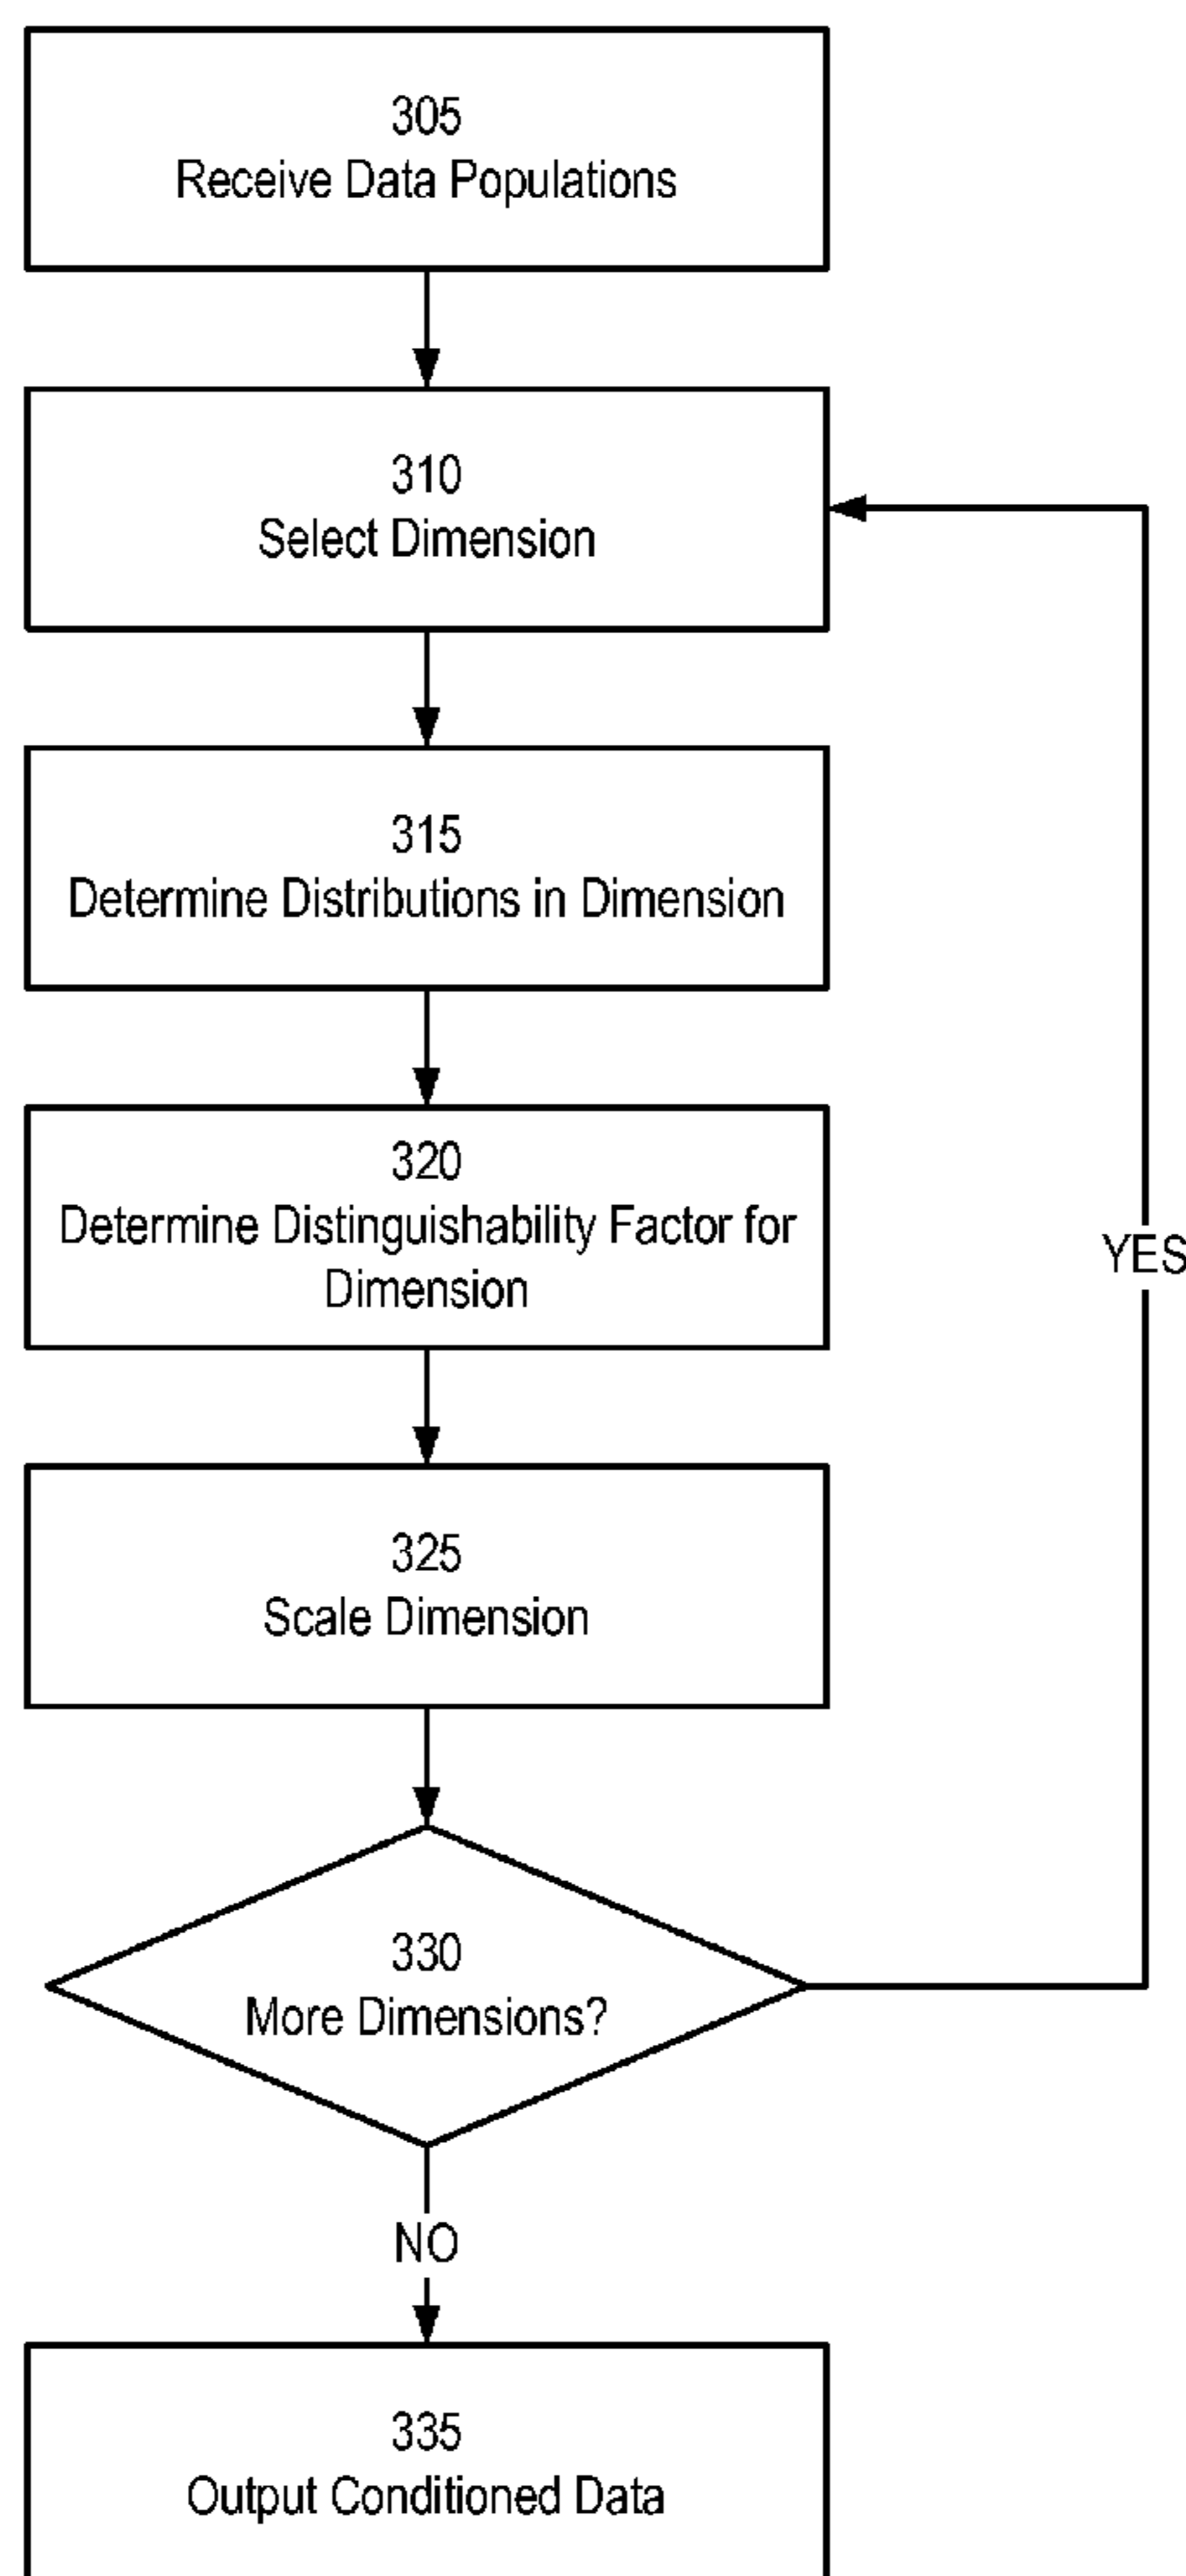 305
Receive Data Populations
310
Select Dimension
315
Determine Distributions in Dimension
320
Determine Distinguishability Factor for
Dimension
YES
325
Scale Dimension
330
More Dimensions?
NO
335
Output Conditioned Data